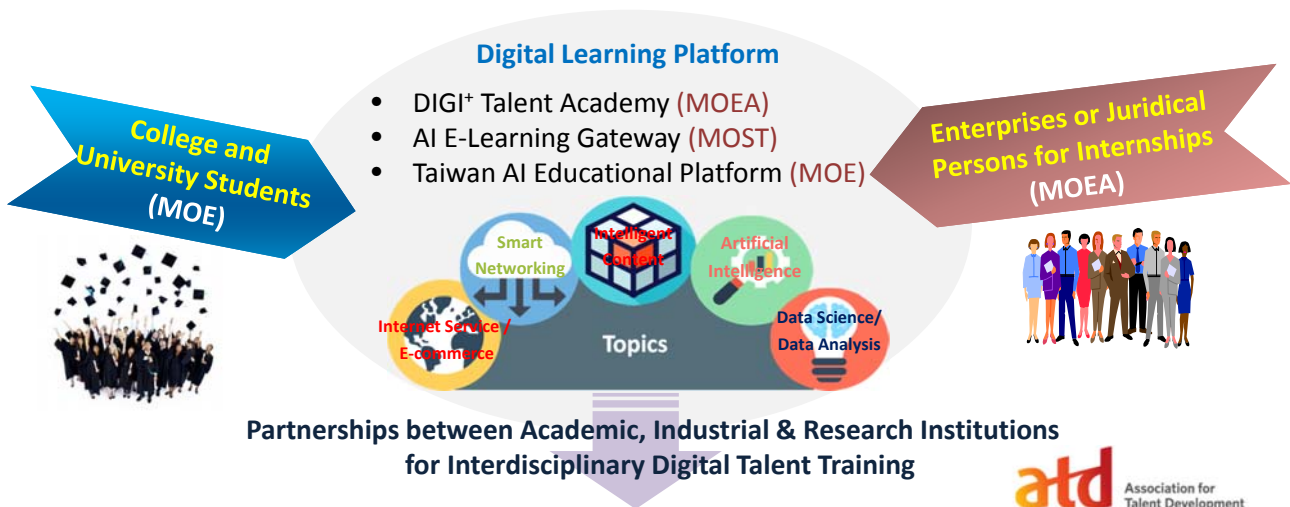 Digital Learning Platform
• DIGI⁺ Talent Academy (MOEA)
• AI E-Learning Gateway (MOST)
• Taiwan AI Educational Platform (MOE)
College and
University Students
(MOE)
Enterprises or Juridical
Persons for Internships
(MOEA)
Smart
Networking
Intelligent
Content
Artificial
Intelligence
Internet Service /
E-commerce
Topics
Data Science/
Data Analysis
Partnerships between Academic, Industrial & Research Institutions
for Interdisciplinary Digital Talent Training
atd
Association for
Talent Development